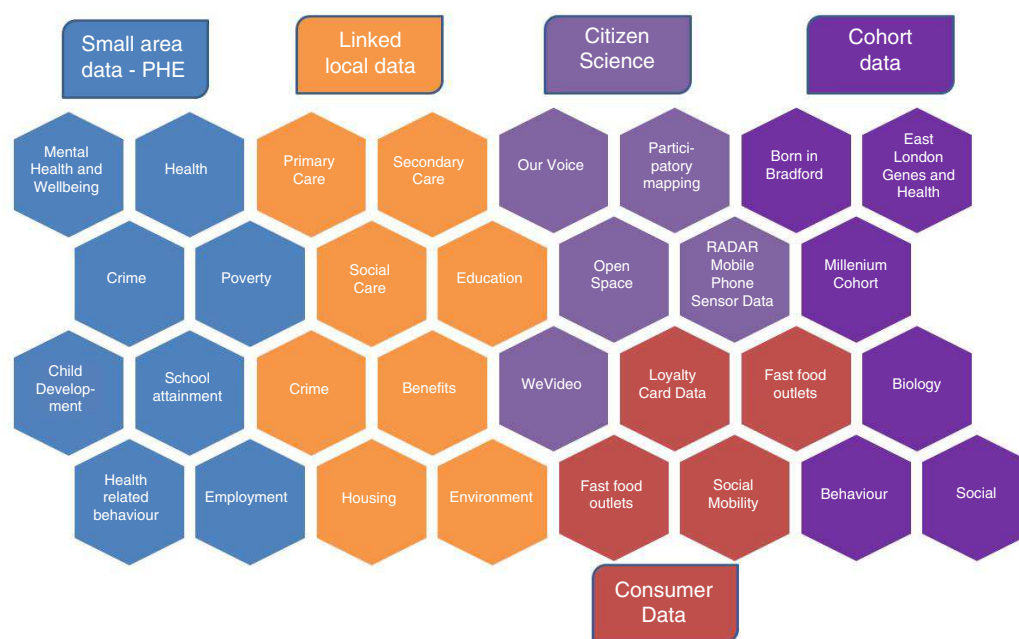 Small area
data - PHE
Linked
local data
Citizen
Science
Cohort
data
Mental
Health and
Wellbeing
Health
Primary
Care
Secondary
Care
Our Voice
Partici-
patory
mapping
Born in
Bradford
East
London
Genes and
Health
Crime
Poverty
Social
Care
Education
Open
Space
RADAR
Mobile
Phone
Sensor Data
Millenium
Cohort
Child
Develop-
ment
School
attainment
Crime
Benefits
WeVideo
Loyalty
Card Data
Fast food
outlets
Biology
Health
related
behaviour
Employment
Housing
Environment
Fast food
outlets
Social
Mobility
Behaviour
Social
Consumer
Data